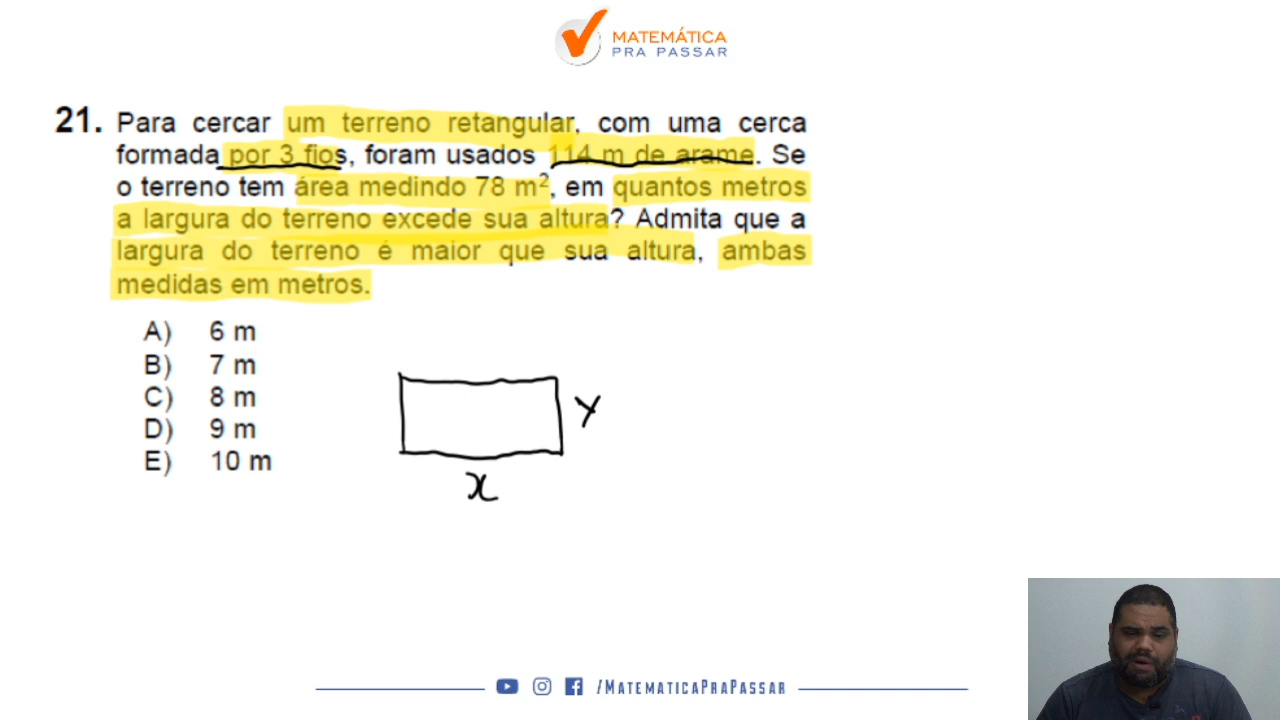 MATEMÁTICA
PRA PASSAR
21. Para cercar um terreno retangular, com uma cerca
formada por 3 fios, foram usados 114 m de arame. Se
o terreno tem área medindo 78 m², em quantos metros
a largura do terreno excede sua altura? Admita que a
largura do terreno é maior que sua altura, ambas
medidas em metros.
A) 6 m
B) 7 m
C) 8 m
D) 9 m
E) 10 m
y
x
/MATEMATICAPRAPASSAR